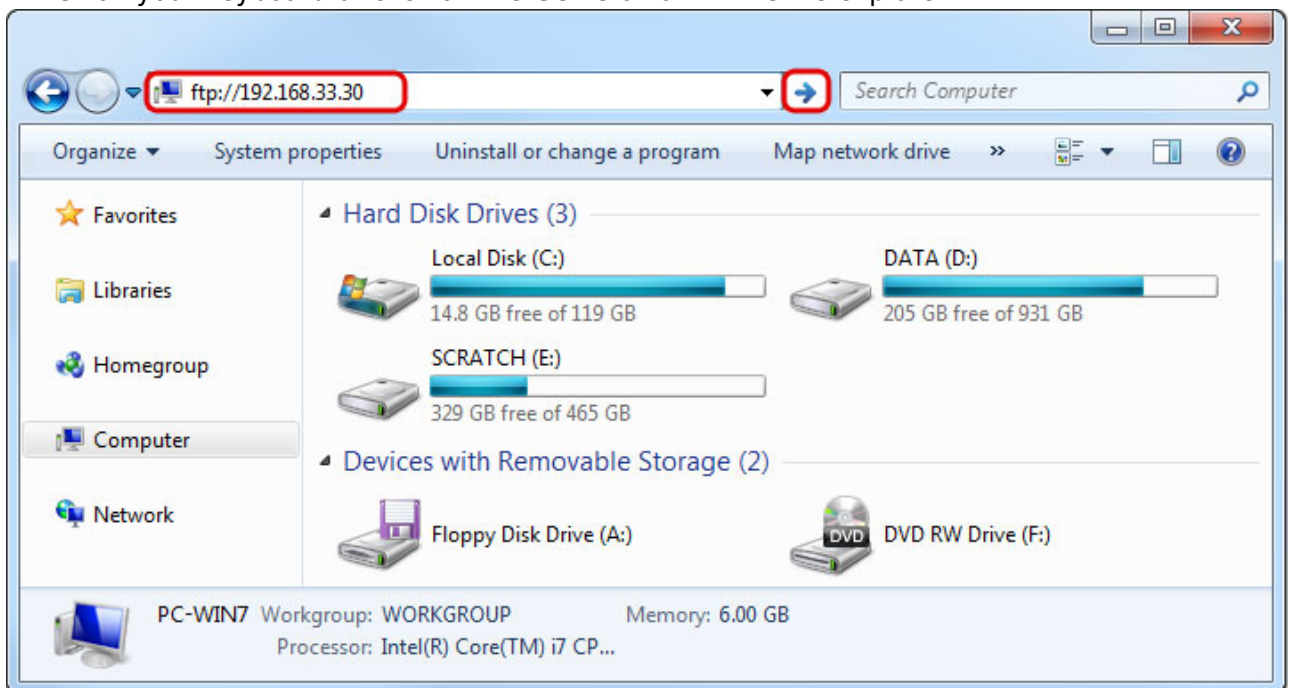 ftp://192.168.33.30
Search Computer
Organize
System properties
Uninstall or change a program
Map network drive
»
Favorites
Libraries
Homegroup
Computer
Network
Hard Disk Drives (3)
Local Disk (C:)
14.8 GB free of 119 GB
DATA (D:)
205 GB free of 931 GB
SCRATCH (E:)
329 GB free of 465 GB
Devices with Removable Storage (2)
Floppy Disk Drive (A:)
DVD
DVD RW Drive (F:)
PC-WIN7 Workgroup: WORKGROUP Memory: 6.00 GB
Processor: Intel(R) Core(TM) i7 CP...